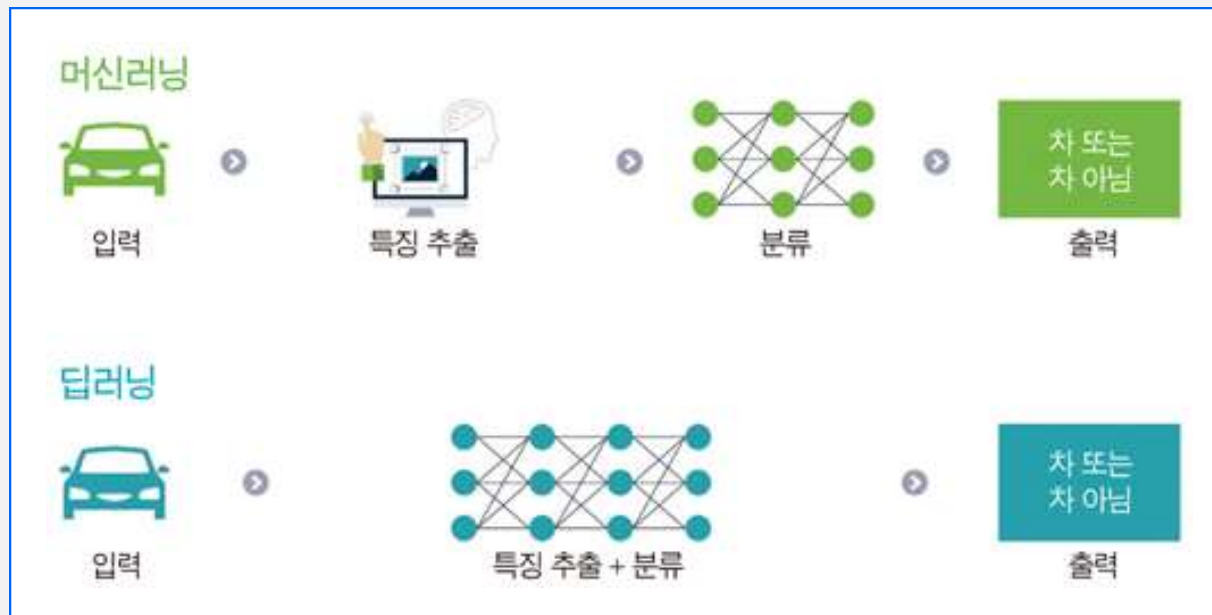 머신러닝
차 또는
차 아님
입력
특징 추출
분류
출력
딥러닝
차 또는
차 아님
입력
특징 추출 + 분류
출력